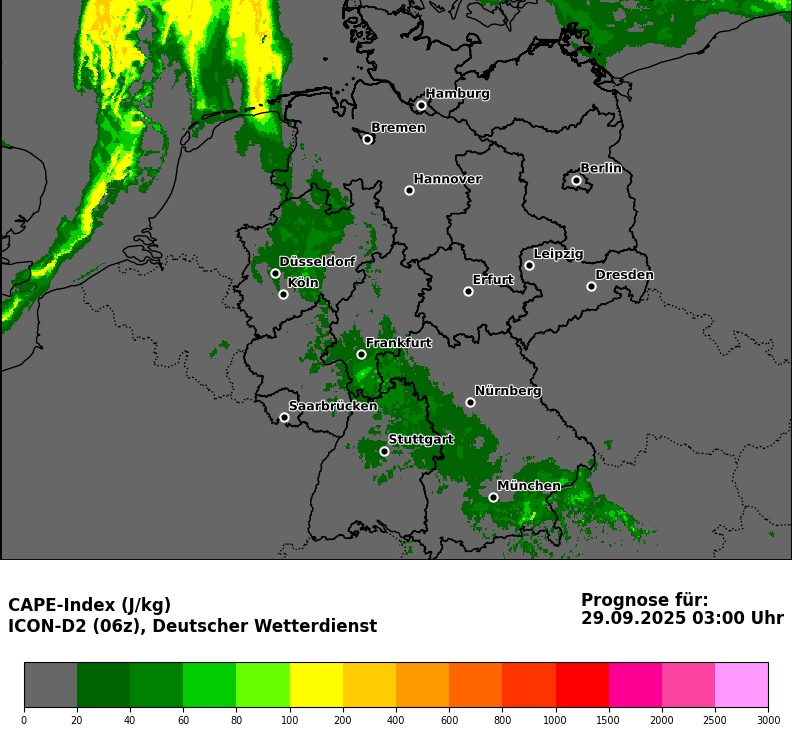 Hamburg
Bremen
Berlin
Hannover
Leipzig
Düsseldorf
Dresden
Köln
Erfurt
Frankfurt
Nürnberg
Saarbrücken
Stuttgart
München
CAPE-Index (J/kg)
ICON-D2 (06z), Deutscher Wetterdienst
Prognose für:
29.09.2025 03:00 Uhr
0 20 40 60 80 100 200 400 600 800 1000 1500 2000 2500 3000